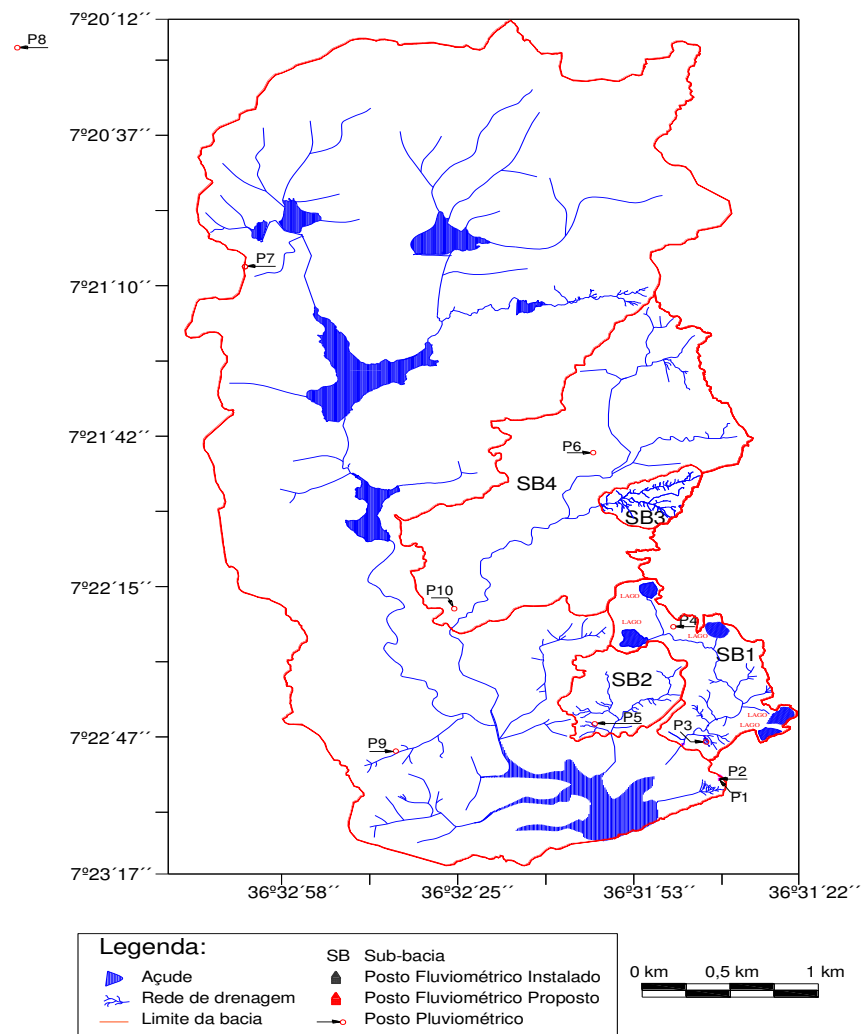 7º20´12´´
P8
7º20´37´´
P7
7º21´10´´
7º21´42´´
P6
SB4
SB3
7º22´15´´
P10
LAGO
LAGO
P4
LAGO
SB1
SB2
LAGO
P5
P3
LAGO
7º22´47´´
P9
P2
P1
7º23´17´´
36º32´58´´
36º32´25´´
36º31´53´´
36º31´22´´
Legenda:
Açude
Rede de drenagem
Limite da bacia
SB Sub-bacia
Posto Fluviométrico Instalado
Posto Fluviométrico Proposto
Posto Pluviométrico
0 km 0,5 km 1 km